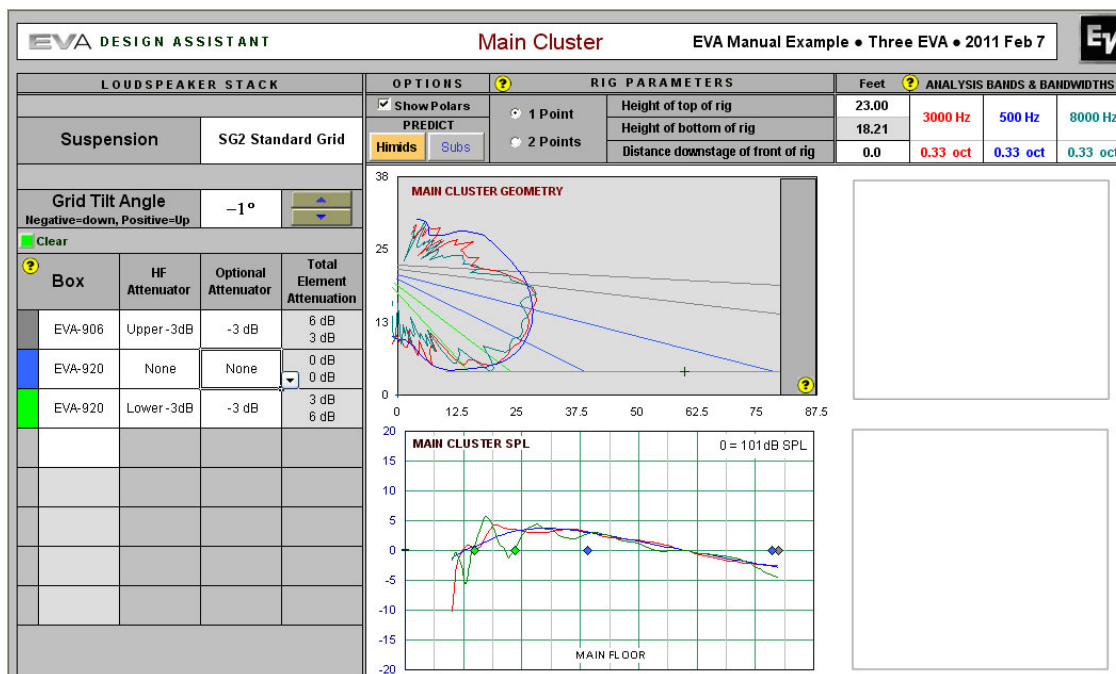 EVA DESIGN ASSISTANT
Main Cluster
EVA Manual Example ● Three EVA ● 2011 Feb 7
EV
LOUDSPEAKER STACK
Suspension
SG2 Standard Grid
Grid Tilt Angle
Negative=down, Positive=Up
−1°
Clear
?
Box
HF Attenuator
Optional Attenuator
Total Element Attenuation
EVA-906
Upper -3dB
-3 dB
6 dB
3 dB
EVA-920
None
None
0 dB
0 dB
EVA-920
Lower -3dB
-3 dB
3 dB
6 dB
OPTIONS
Show Polars
PREDICT
Himids
Subs
?
RIG PARAMETERS
1 Point
2 Points
Height of top of rig
Height of bottom of rig
Distance downstage of front of rig
Feet
23.00
18.21
0.0
?
ANALYSIS BANDS & BANDWIDTHS
3000 Hz
500 Hz
8000 Hz
0.33 oct
0.33 oct
0.33 oct
38
MAIN CLUSTER GEOMETRY
25
13
0
?
0
12.5
25
37.5
50
62.5
75
87.5
20
MAIN CLUSTER SPL
0 = 101dB SPL
15
10
5
0
-5
-10
-15
-20
MAIN FLOOR